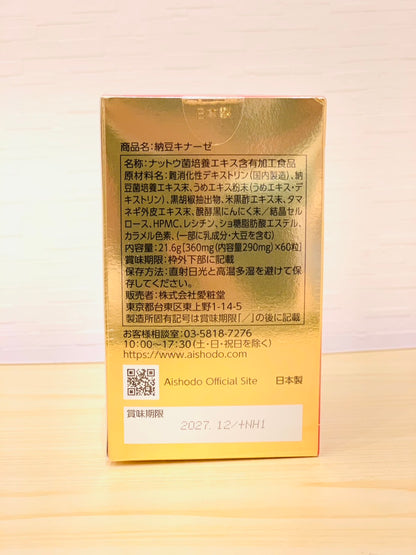 日本製
商品名:納豆キナーゼ
名称:ナットウ菌培養エキス含有加工食品
原材料名:難消化性デキストリン(国内製造)、納
豆菌培養エキス末、うめエキス粉末(うめエキス・デ
キストリン)、黒胡椒抽出物、米黒酢エキス末、タマ
ネギ外皮エキス末、醗酵黒にんにく末/結晶セル
ロース、HPMC、レシチン、ショ糖脂肪酸エステル、
カラメル色素、(一部に乳成分・大豆を含む)
内容量:21.6g[360mg(内容量290mg)×60粒]
賞味期限:枠外下部に記載
保存方法:直射日光と高温多湿を避けて保
存してください。
販売者:株式会社愛粧堂
東京都台東区東上野1-14-5
製造所固有記号は賞味期限「/」の後に記載
お客様相談室:03-5818-7276
10:00~17:30(土・日・祝日を除く)
https://www.aishodo.com
Aishodo Official Site 日本製
賞味期限
2027.12/+NH1